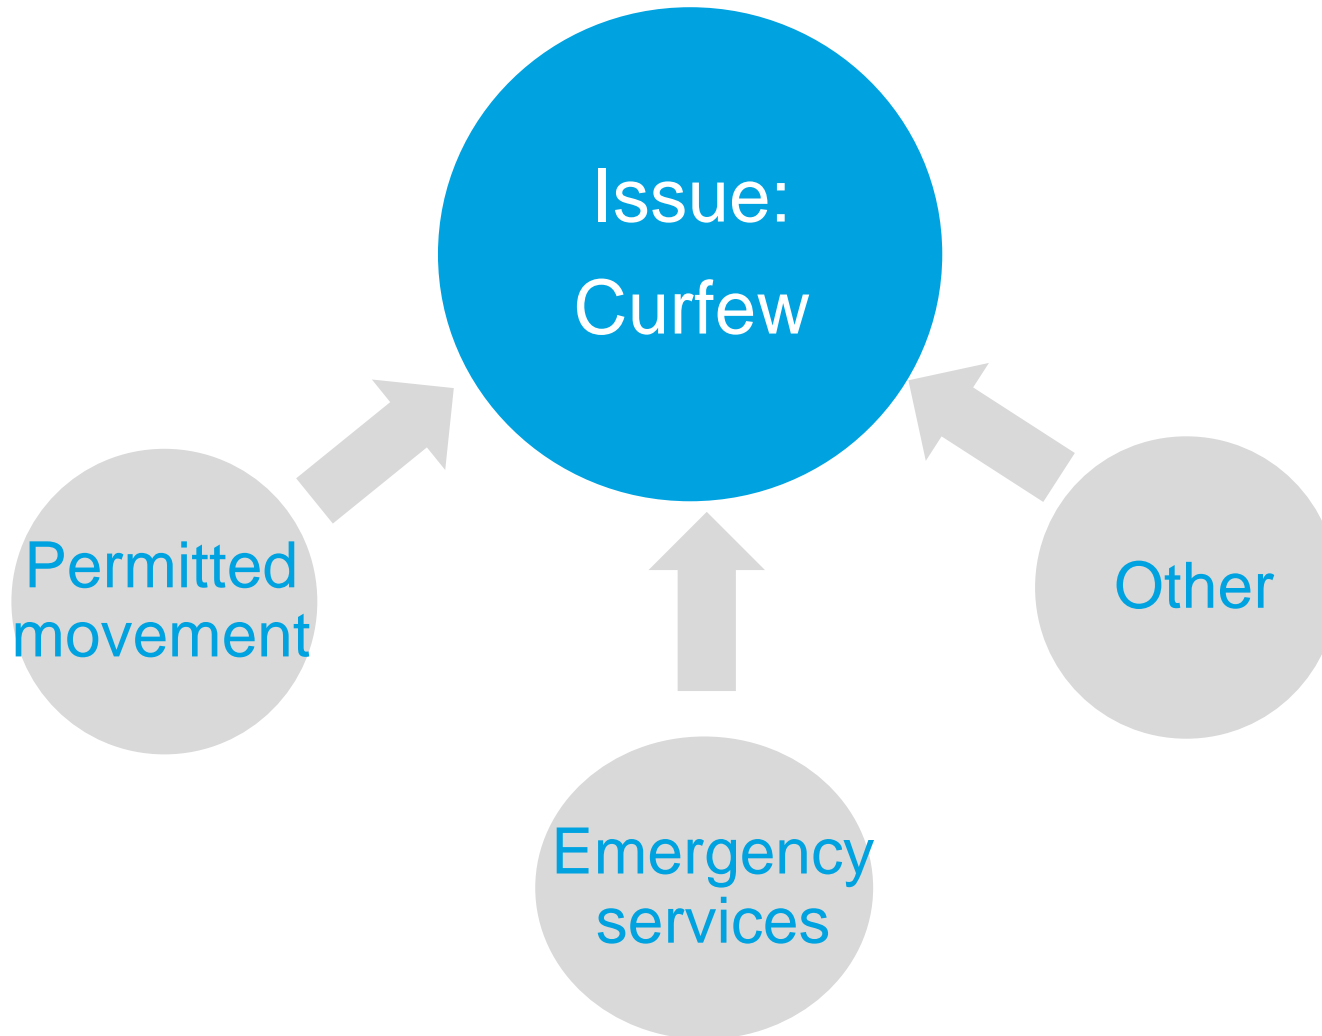 Issue:
Curfew
Permitted
movement
Other
Emergency
services